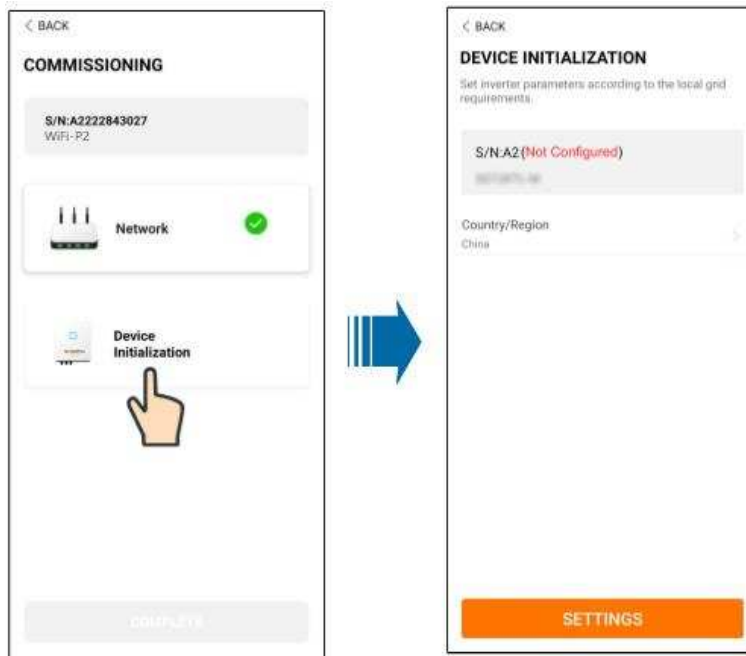 < BACK
COMMISSIONING
S/N:A2222843027
WiFi-P2
Network
Device
Initialization
COMPLETE
< BACK
DEVICE INITIALIZATION
Set inverter parameters according to the local grid
requirements.
S/N:A2(Not Configured)
Country/Region
China
SETTINGS